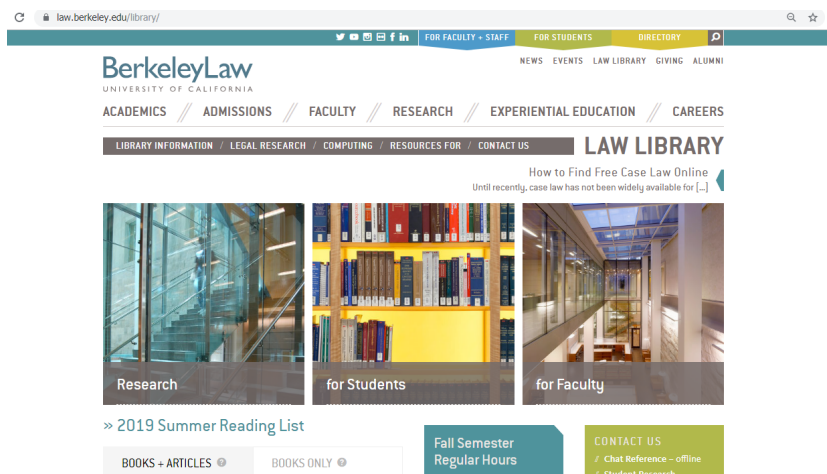 law.berkeley.edu/library/
FOR FACULTY + STAFF
FOR STUDENTS
DIRECTORY
BerkeleyLaw
UNIVERSITY OF CALIFORNIA
NEWS EVENTS LAW LIBRARY GIVING ALUMNI
ACADEMICS // ADMISSIONS // FACULTY // RESEARCH // EXPERIENTIAL EDUCATION // CAREERS
LIBRARY INFORMATION / LEGAL RESEARCH / COMPUTING / RESOURCES FOR / CONTACT US
LAW LIBRARY
How to Find Free Case Law Online
Until recently, case law has not been widely available for [...]
Research
for Students
for Faculty
» 2019 Summer Reading List
BOOKS + ARTICLES
BOOKS ONLY
Fall Semester
Regular Hours
CONTACT US
/ Chat Reference – offline
/ Student Research